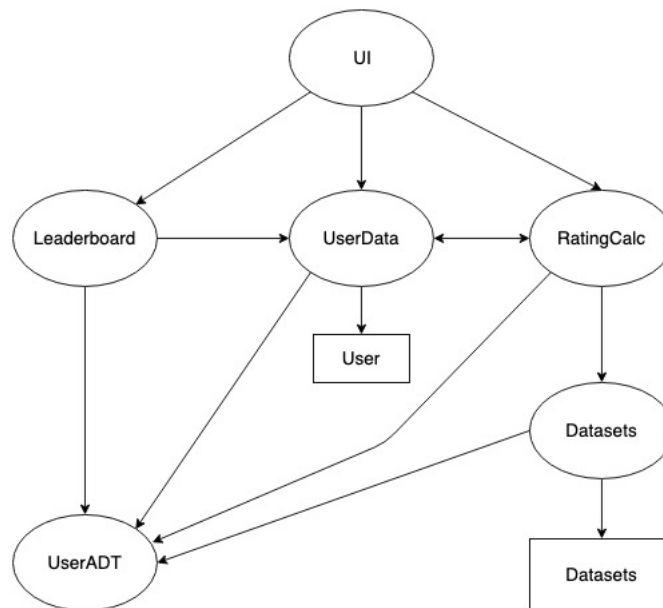 UI
Leaderboard
UserData
RatingCalc
User
Datasets
UserADT
Datasets